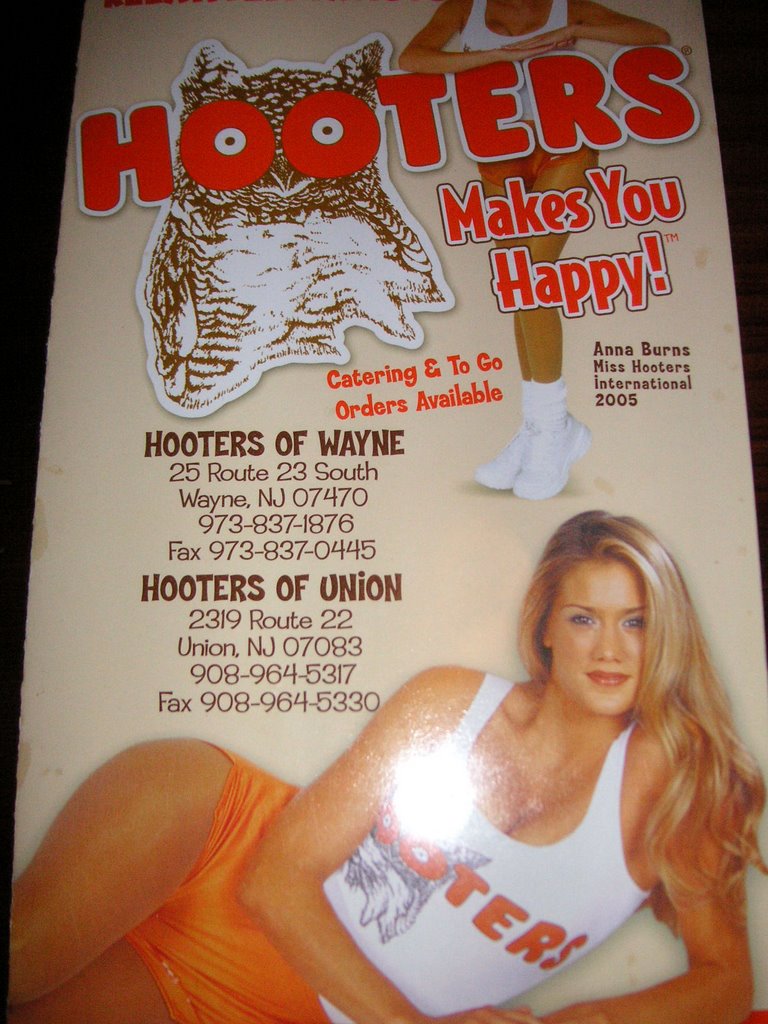 HOOTERS®
Makes You
Happy!™
Catering & To Go
Orders Available
Anna Burns
Miss Hooters
international
2005
HOOTERS OF WAYNE
25 Route 23 South
Wayne, NJ 07470
973-837-1876
Fax 973-837-0445
HOOTERS OF UNION
2319 Route 22
Union, NJ 07083
908-964-5317
Fax 908-964-5330
OOTERS